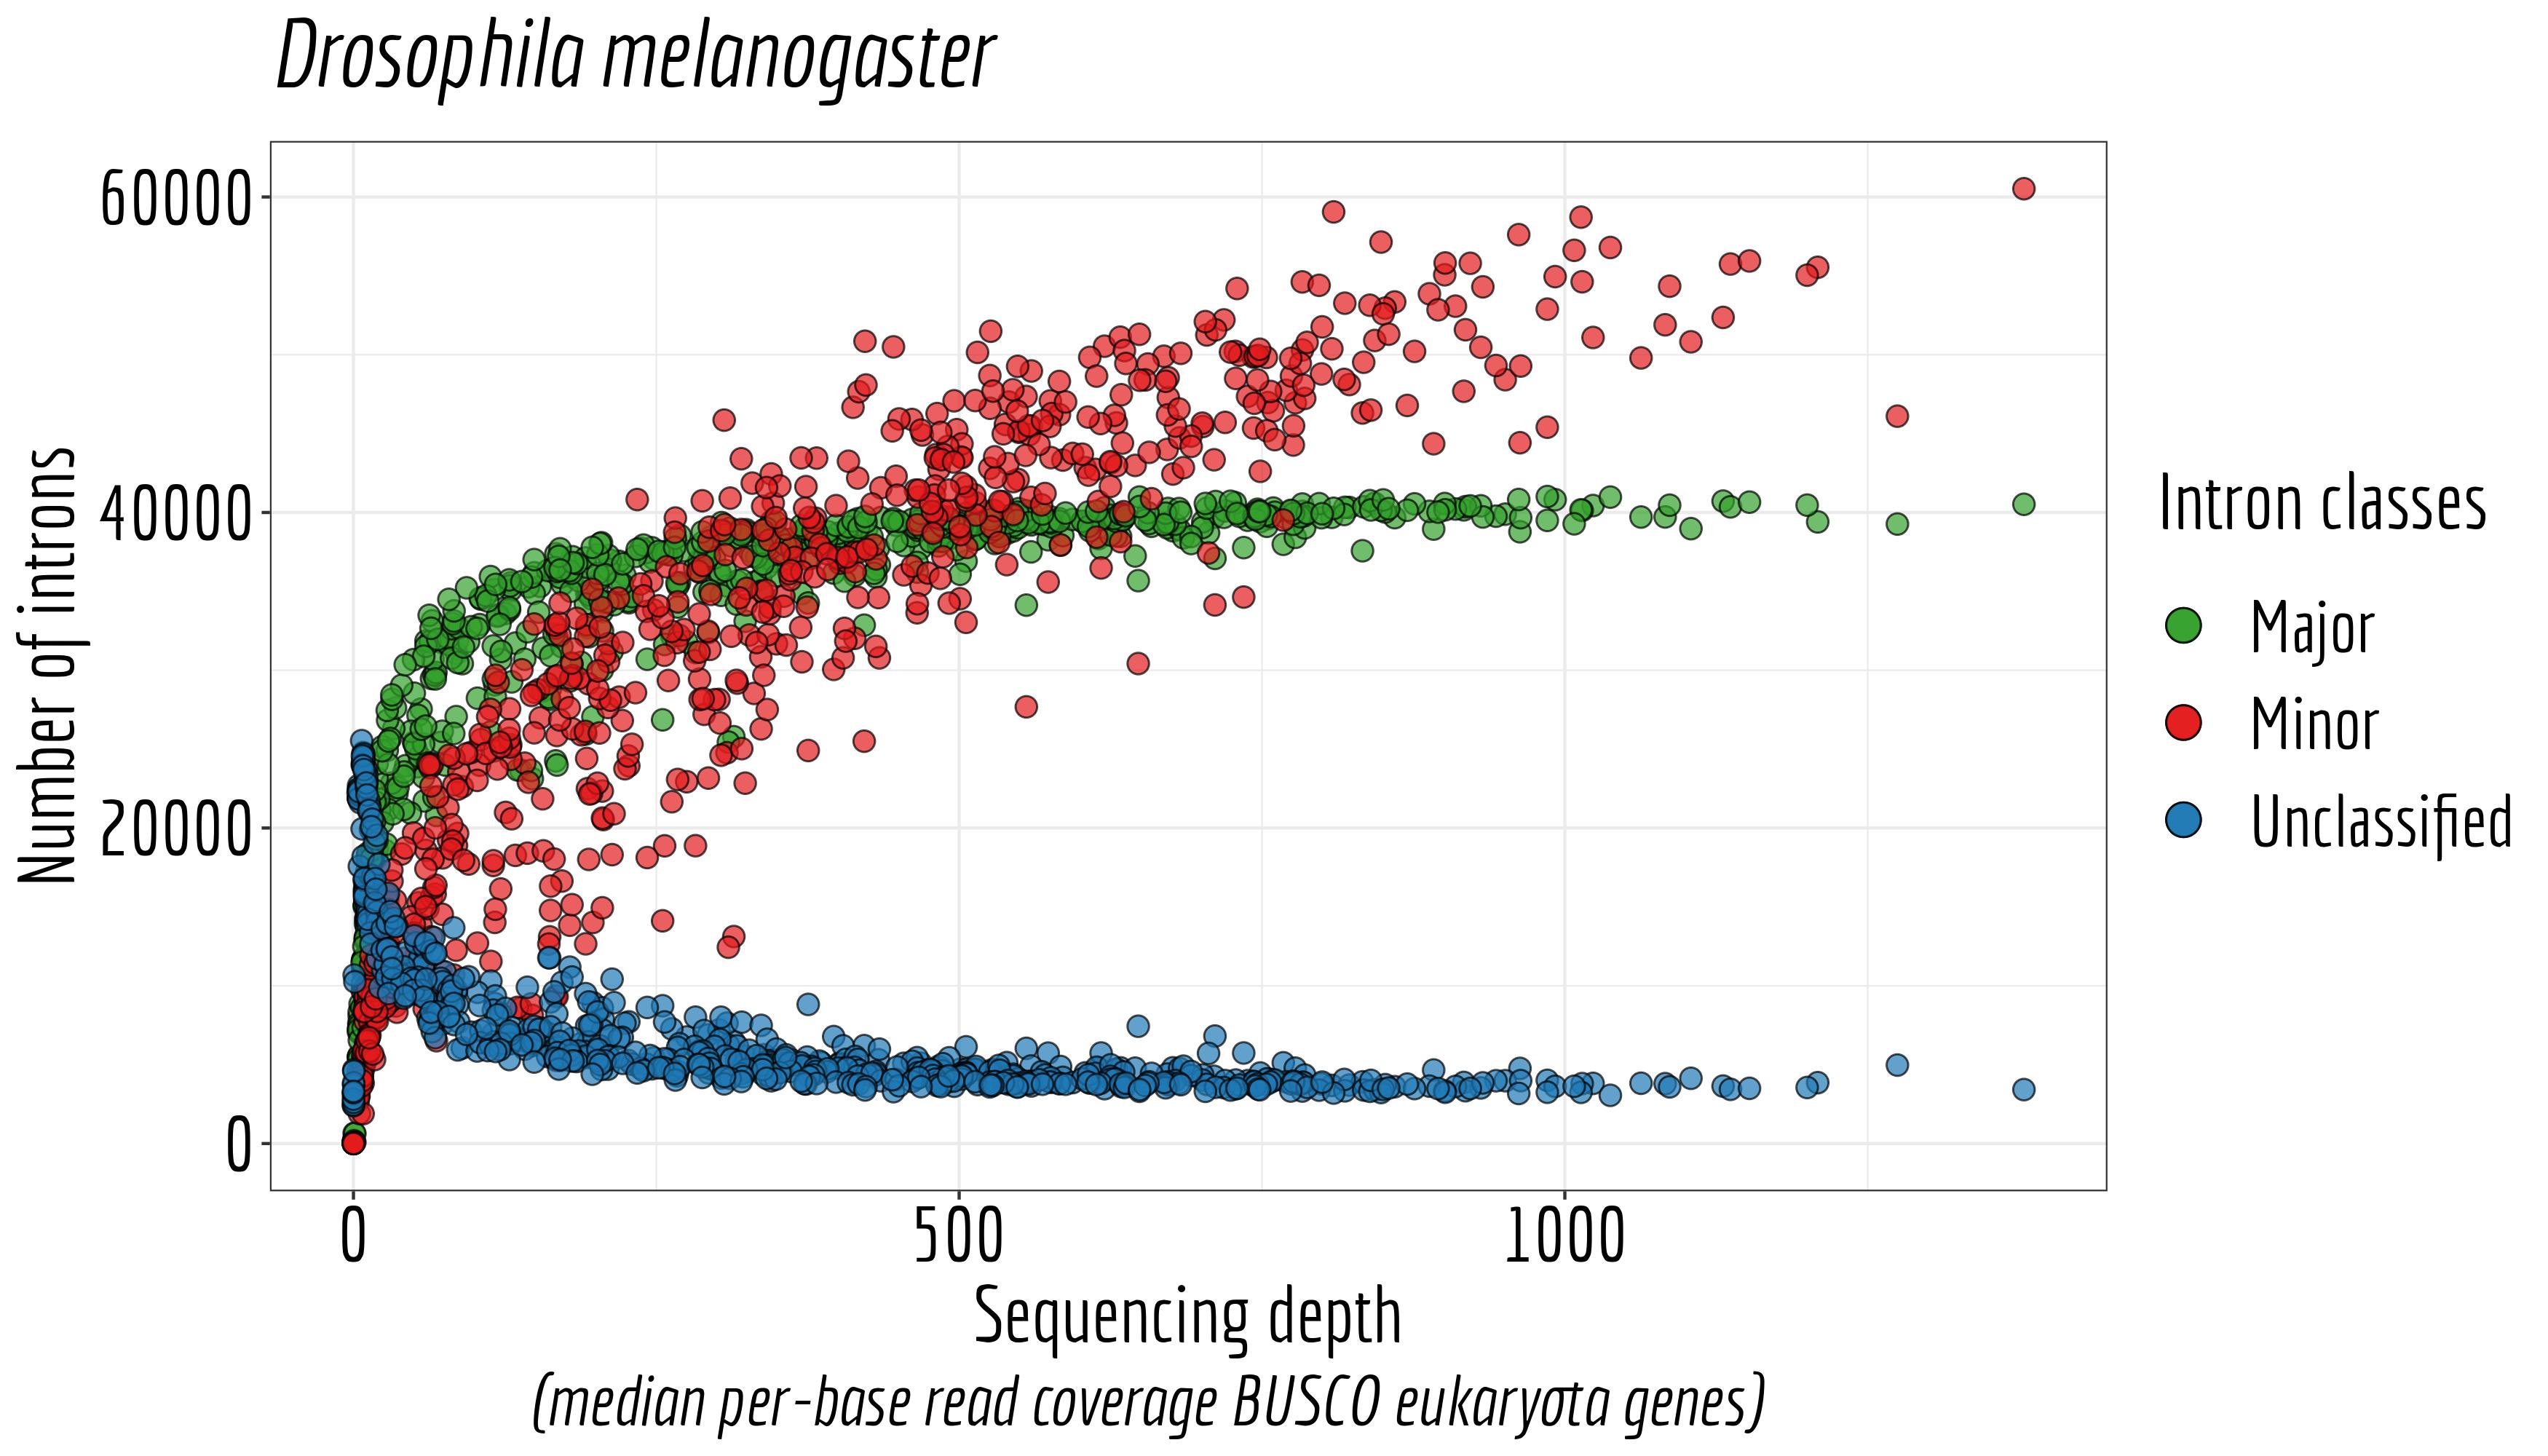 Drosophila melanogaster
60000
40000
20000
0
Number of introns
0 500 1000
Sequencing depth
(median per-base read coverage BUSCO eukaryota genes)
Intron classes
Major
Minor
Unclassified